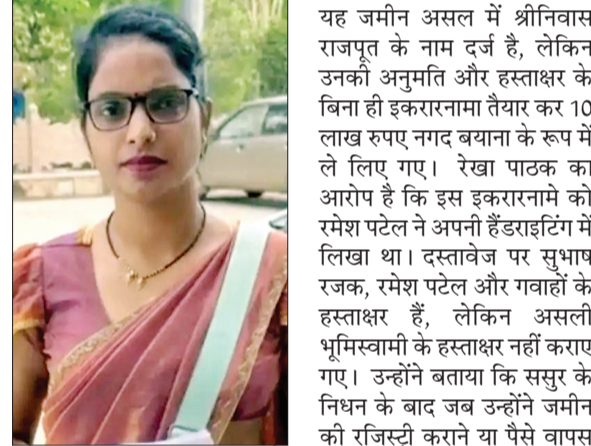 यह जमीन असल में श्रीनिवास
राजपूत के नाम दर्ज है, लेकिन
उनकी अनुमति और हस्ताक्षर के
बिना ही इकरारनामा तैयार कर 10
लाख रुपए नगद बयाना के रूप में
ले लिए गए। रेखा पाठक का
आरोप है कि इस इकरारनामे को
रमेश पटेल ने अपनी हैंडराइटिंग में
लिखा था। दस्तावेज पर सुभाष
रजक, रमेश पटेल और गवाहों के
हस्ताक्षर हैं, लेकिन असली
भूमिस्वामी के हस्ताक्षर नहीं कराए
गए। उन्होंने बताया कि ससुर के
निधन के बाद जब उन्होंने जमीन
की रजिस्टी कराने या पैसे वापस